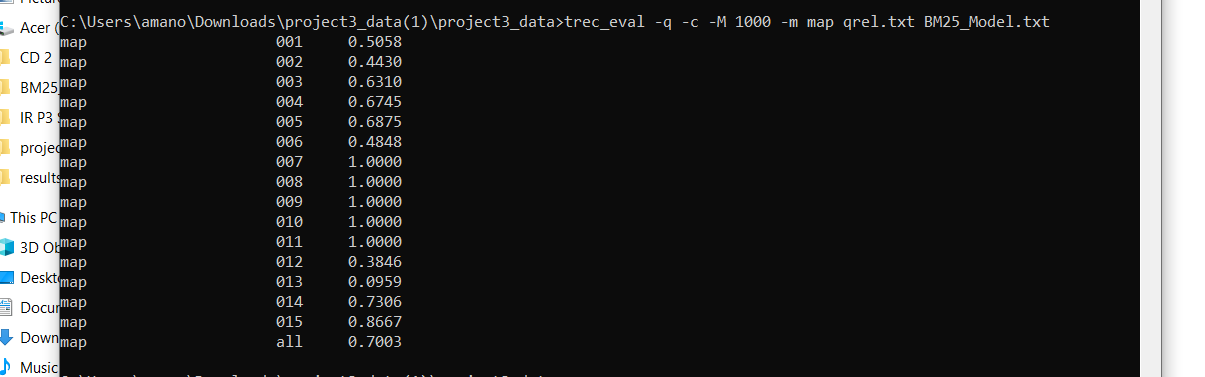 C:\Users\amano\Downloads\project3_data(1)\project3_data>trec_eval -q -c -M 1000 -m map qrel.txt BM25_Model.txt
map 001 0.5058
map 002 0.4430
map 003 0.6310
map 004 0.6745
map 005 0.6875
map 006 0.4848
map 007 1.0000
map 008 1.0000
map 009 1.0000
map 010 1.0000
map 011 1.0000
map 012 0.3846
map 013 0.0959
map 014 0.7306
map 015 0.8667
map all 0.7003
Acer (
CD 2
BM25
IR P3
projec
results
This PC
3D Ob
Deskt
Docu
Down
Music